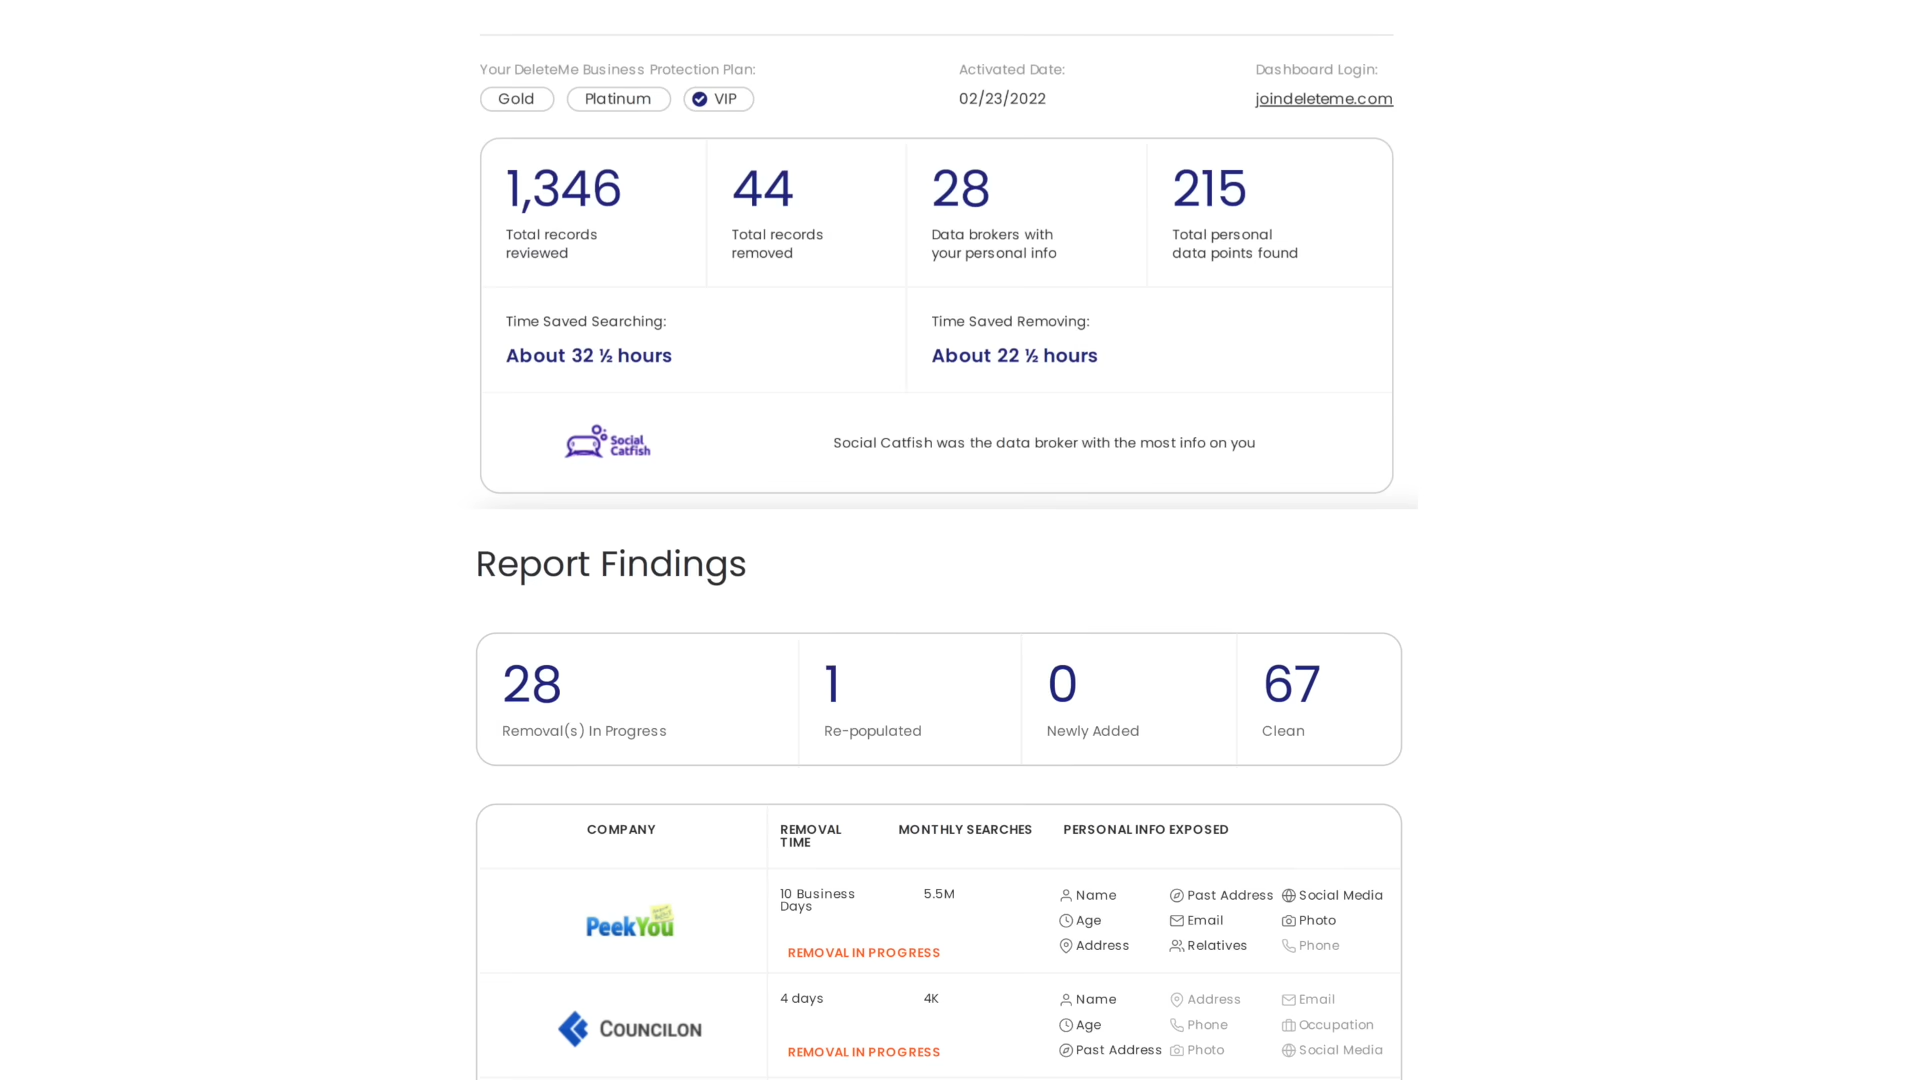 Your DeleteMe Business Protection Plan:
Activated Date:
Dashboard Login:
Gold
Platinum
VIP
02/23/2022
joindeleteme.com
1,346
44
28
215
Total records
reviewed
Total records
removed
Data brokers with
your personal info
Total personal
data points found
Time Saved Searching:
About 32 ½ hours
Time Saved Removing:
About 22 ½ hours
Social
Catfish
Social Catfish was the data broker with the most info on you
Report Findings
28
Removal(s) In Progress
1
Re-populated
0
Newly Added
67
Clean
COMPANY
REMOVAL
TIME
MONTHLY SEARCHES
PERSONAL INFO EXPOSED
PeekYou
10 Business
Days
5.5M
REMOVAL IN PROGRESS
Name
Past Address
Social Media
Age
Email
Photo
Address
Relatives
Phone
COUNCILON
4 days
4K
REMOVAL IN PROGRESS
Name
Address
Email
Age
Phone
Occupation
Past Address
Photo
Social Media